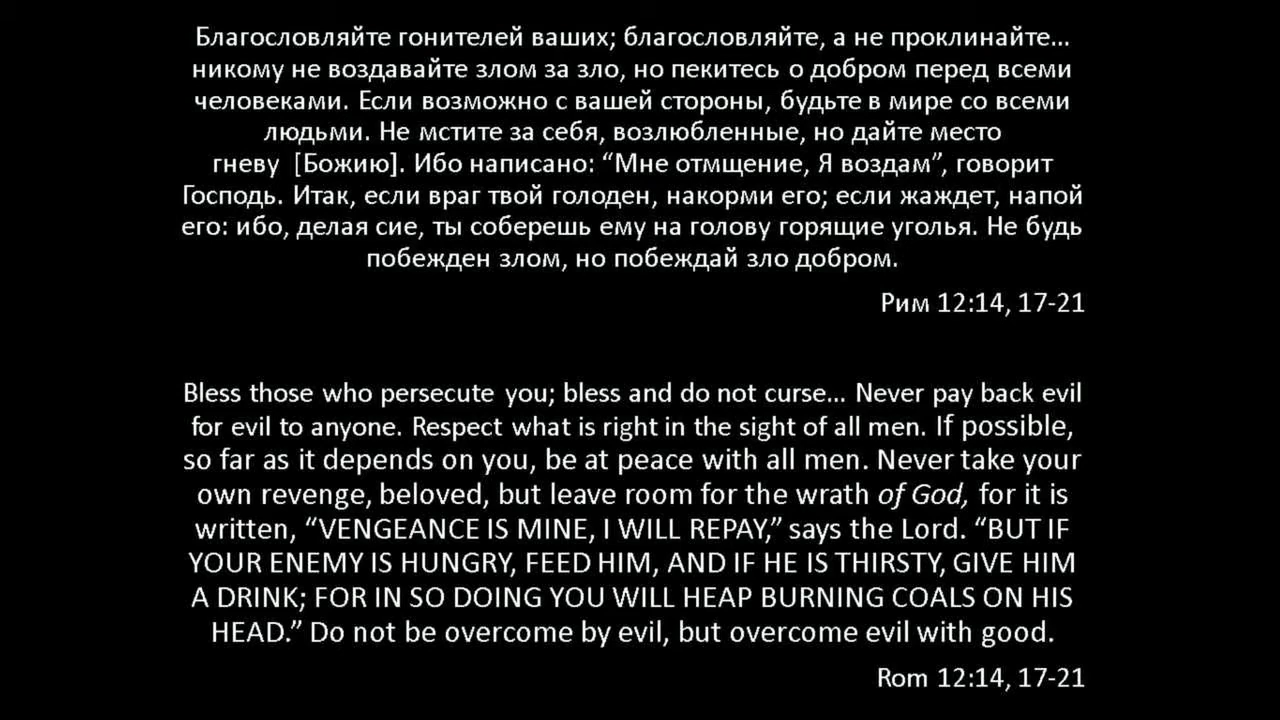 Благословляйте гонителей ваших; благословляйте, а не проклинайте...
никому не воздавайте злом за зло, но пекитесь о добром перед всеми
человеками. Если возможно с вашей стороны, будьте в мире со всеми
людьми. Не мстите за себя, возлюбленные, но дайте место
гневу [Божию]. Ибо написано: “Мне отмщение, Я воздам”, говорит
Господь. Итак, если враг твой голоден, накорми его; если жаждет, напой
его: ибо, делая сие, ты соберешь ему на голову горящие уголья. Не будь
побежден злом, но побеждай зло добром.
Рим 12:14, 17-21
Bless those who persecute you; bless and do not curse... Never pay back evil
for evil to anyone. Respect what is right in the sight of all men. If possible,
so far as it depends on you, be at peace with all men. Never take your
own revenge, beloved, but leave room for the wrath of God, for it is
written, “VENGEANCE IS MINE, I WILL REPAY,” says the Lord. “BUT IF
YOUR ENEMY IS HUNGRY, FEED HIM, AND IF HE IS THIRSTY, GIVE HIM
A DRINK; FOR IN SO DOING YOU WILL HEAP BURNING COALS ON HIS
HEAD.” Do not be overcome by evil, but overcome evil with good.
Rom 12:14, 17-21